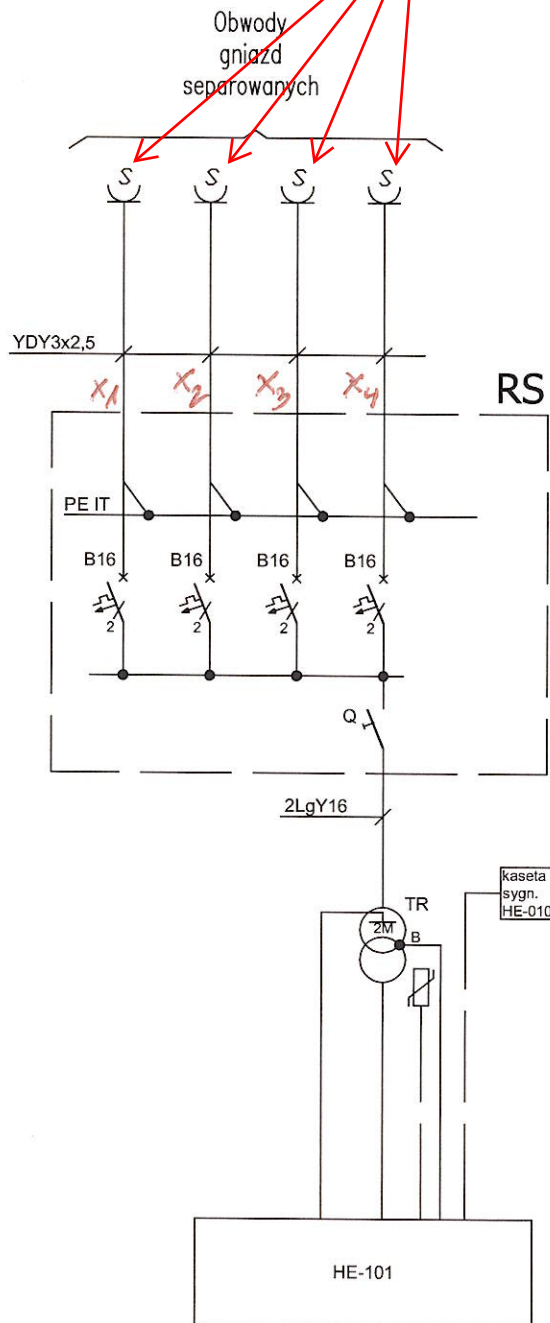 Obwody
gniazd
separowanych
S S S S
YDY3x2,5
X1 X2 X3 X4
RS
PE IT
B16 B16 B16 B16
2 2 2 2
Q
2LgY16
kaseta
sygn.
HE-010
TR
2M
B
HE-101